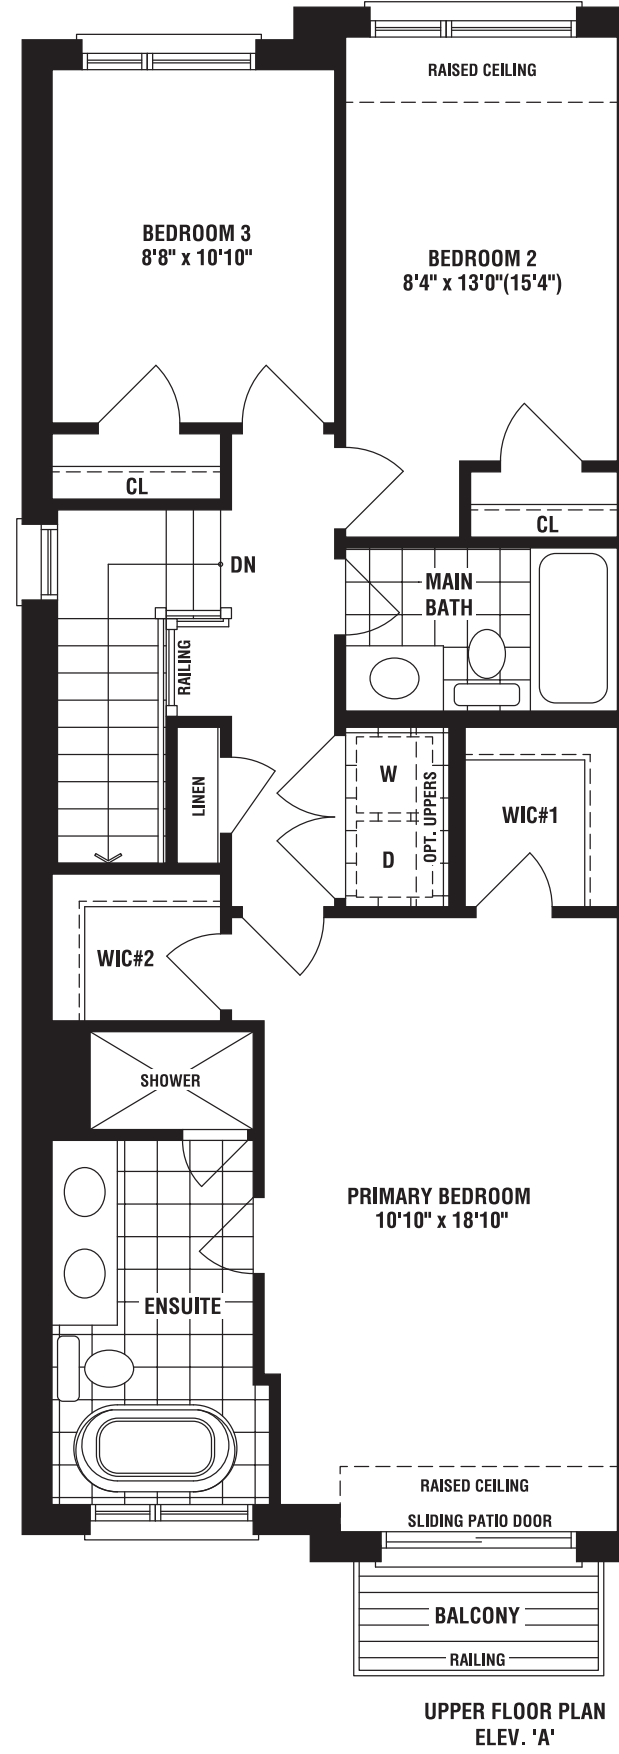 RAISED CEILING
BEDROOM 3
8'8" x 10'10"
BEDROOM 2
8'4" x 13'0"(15'4")
CL
CL
DN
MAIN
BATH
RAILING
LINEN
W
D
OPT. UPPERS
WIC#1
WIC#2
SHOWER
PRIMARY BEDROOM
10'10" x 18'10"
ENSUITE
RAISED CEILING
SLIDING PATIO DOOR
BALCONY
RAILING
UPPER FLOOR PLAN
ELEV. 'A'